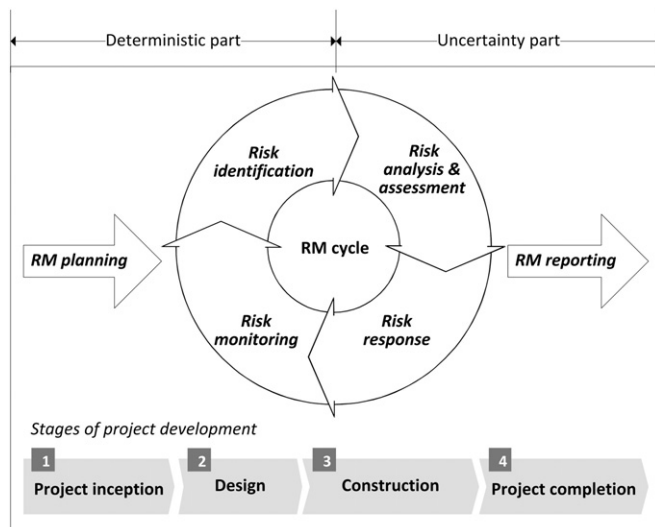 Deterministic part
Uncertainty part
Risk
identification
Risk
analysis &
assessment
RM planning
RM cycle
RM reporting
Risk
monitoring
Risk
response
Stages of project development
1
Project inception
2
Design
3
Construction
4
Project completion